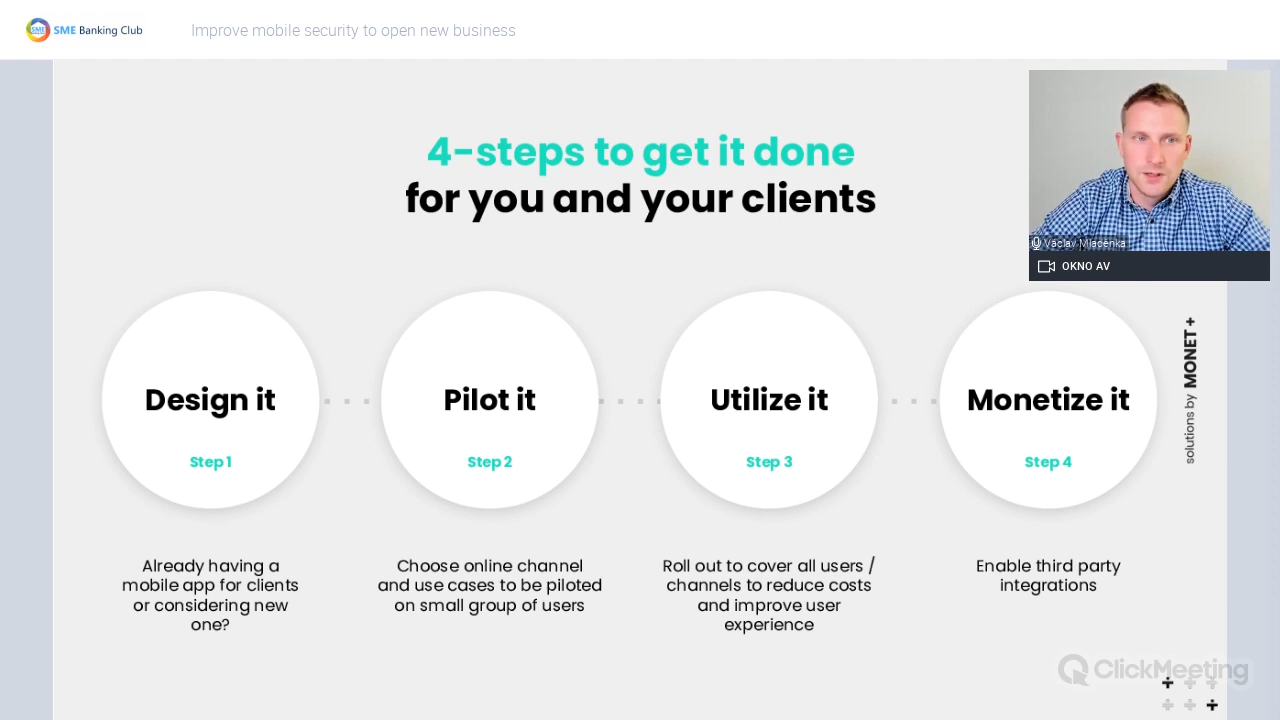 SME
SME Banking Club
Improve mobile security to open new business
4-steps to get it done
for you and your clients
Václav Mlačenka
OKNO AV
Design it
Step 1
Pilot it
Step 2
Utilize it
Step 3
Monetize it
Step 4
solutions by MONET+
Already having a
mobile app for clients
or considering new
one?
Choose online channel
and use cases to be piloted
on small group of users
Roll out to cover all users /
channels to reduce costs
and improve user
experience
Enable third party
integrations
ClickMeeting